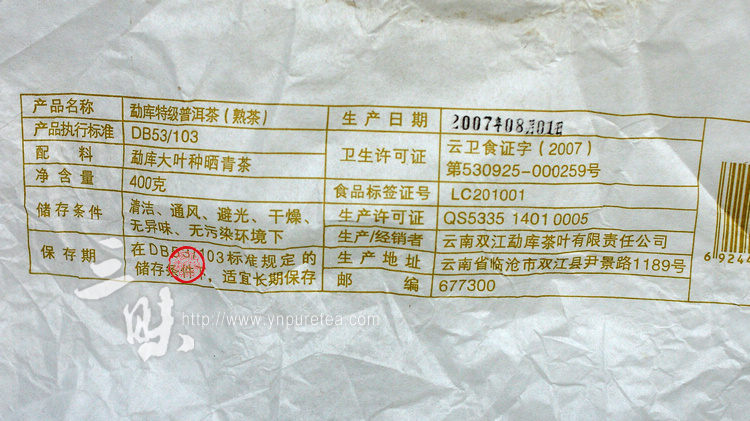 产品名称 勐库特级普洱茶(熟茶) 生产日期 2007年08月01日
产品执行标准 DB53/103 卫生许可证 云卫食证字(2007)
第530925-000259号
配料 勐库大叶种晒青茶
净含量 400克 食品标签证号 LC201001
储存条件 清洁、通风、避光、干燥、
无异味、无污染环境下
生产许可证 QS5335 1401 0005
生产/经销者 云南双江勐库茶叶有限责任公司
保存期 在DB53/103标准规定的
储存条件下，适宜长期保存
生产地址 云南省临沧市双江县尹景路1189号
邮编 677300
6 9244
三味
http://www.ynpuretea.com